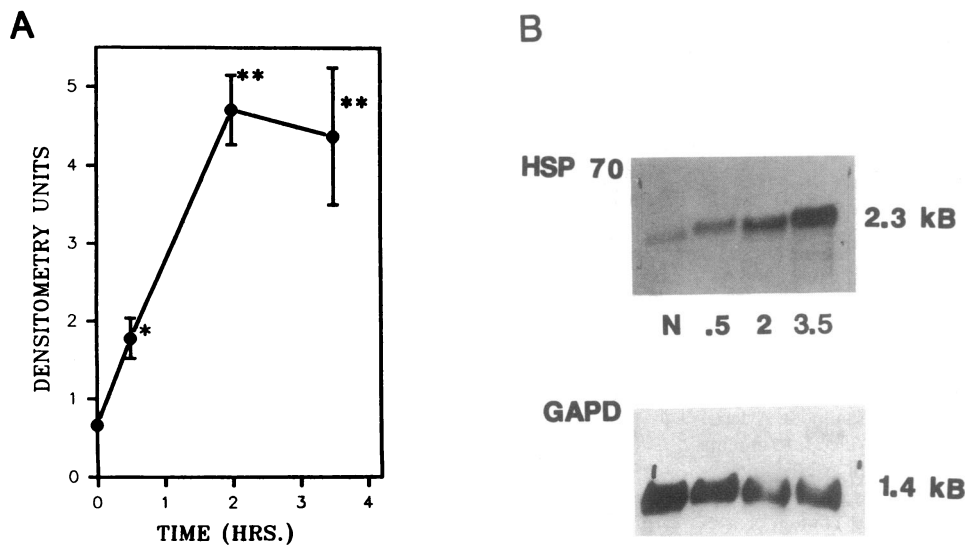 A
DENSITOMETRY UNITS
5
4
3
2
1
0
**
**
*
0 1 2 3 4
TIME (HRS.)
B
HSP 70
2.3 kB
N .5 2 3.5
GAPD
1.4 kB